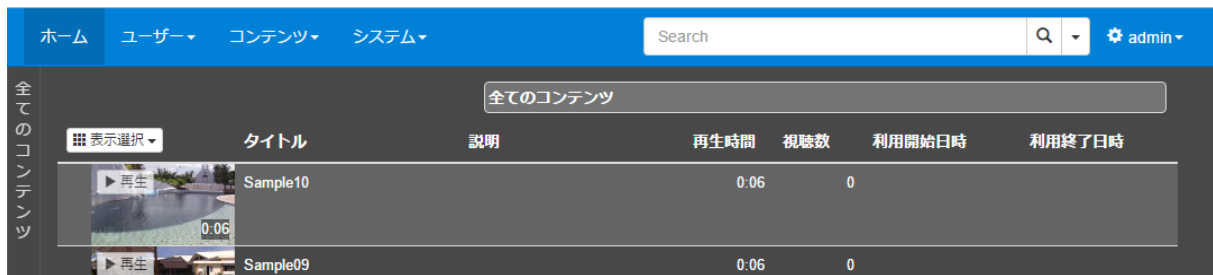 ホーム ユーザー コンテンツ システム Search admin
全てのコンテンツ
全てのコンテンツ
表示選択 タイトル 説明 再生時間 視聴数 利用開始日時 利用終了日時
再生 Sample10 0:06 0
0:06
再生 Sample09 0:06 0